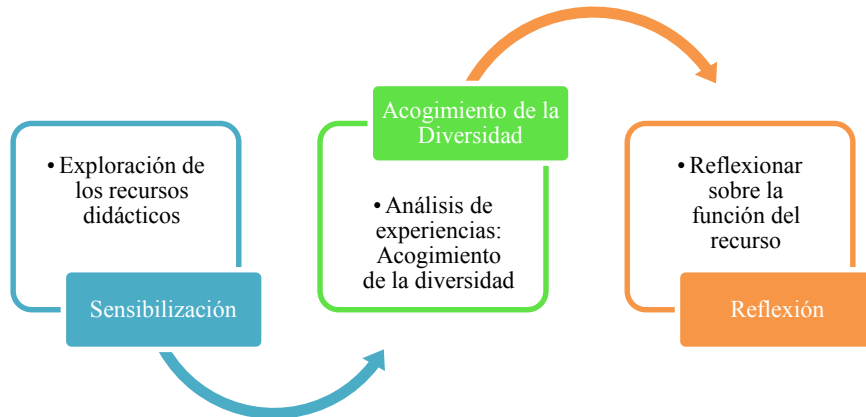 • Exploración de
los recursos
didácticos
Sensibilización
Acogimiento de la
Diversidad
• Análisis de
experiencias:
Acogimiento
de la diversidad
• Reflexionar
sobre la
función del
recurso
Reflexión